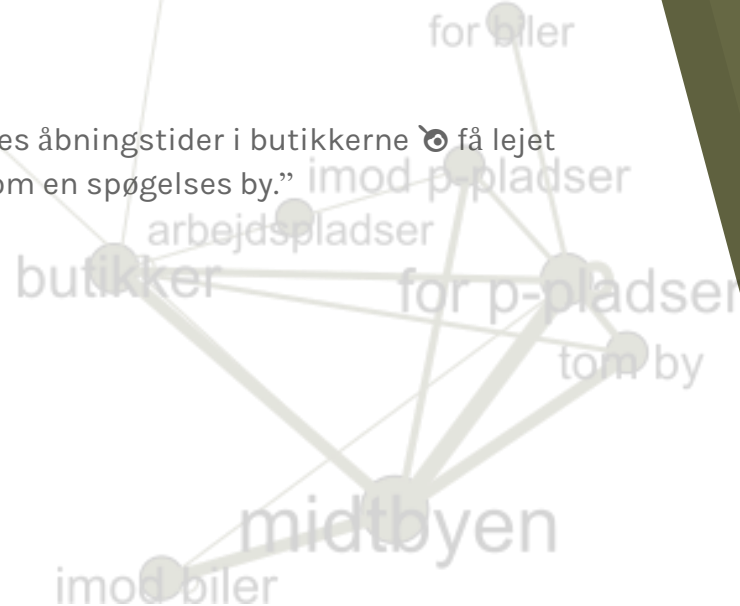 for biler
es åbningstider i butikkerne få lejet
om en spøgelses by.”
imod p-pladser
arbejdspladser
butikker
for p-pladser
tom by
midtbyen
imod biler